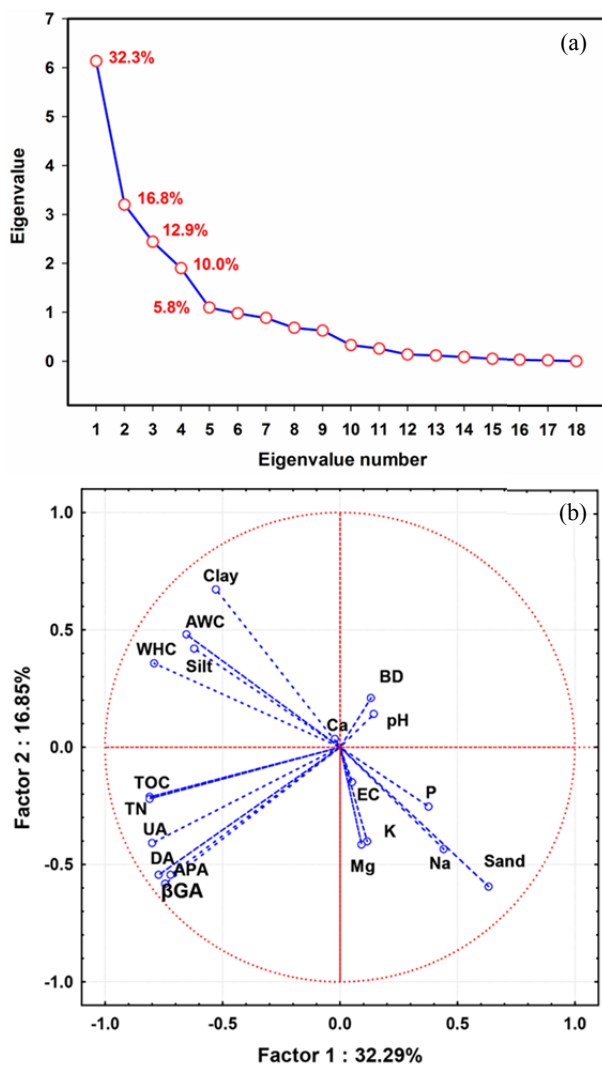 (a)
7
6
5
4
3
2
1
0
Eigenvalue
32.3%
16.8%
12.9%
10.0%
5.8%
1 2 3 4 5 6 7 8 9 10 11 12 13 14 15 16 17 18
Eigenvalue number
(b)
1.0
0.5
0.0
-0.5
-1.0
Factor 2 : 16.85%
Clay
AWC
WHC
Silf
BD
pH
Ca
TOC
TN
UA
DA
APA
βGA
EC
K
Mg
P
Na
Sand
-1.0 -0.5 0.0 0.5 1.0
Factor 1 : 32.29%